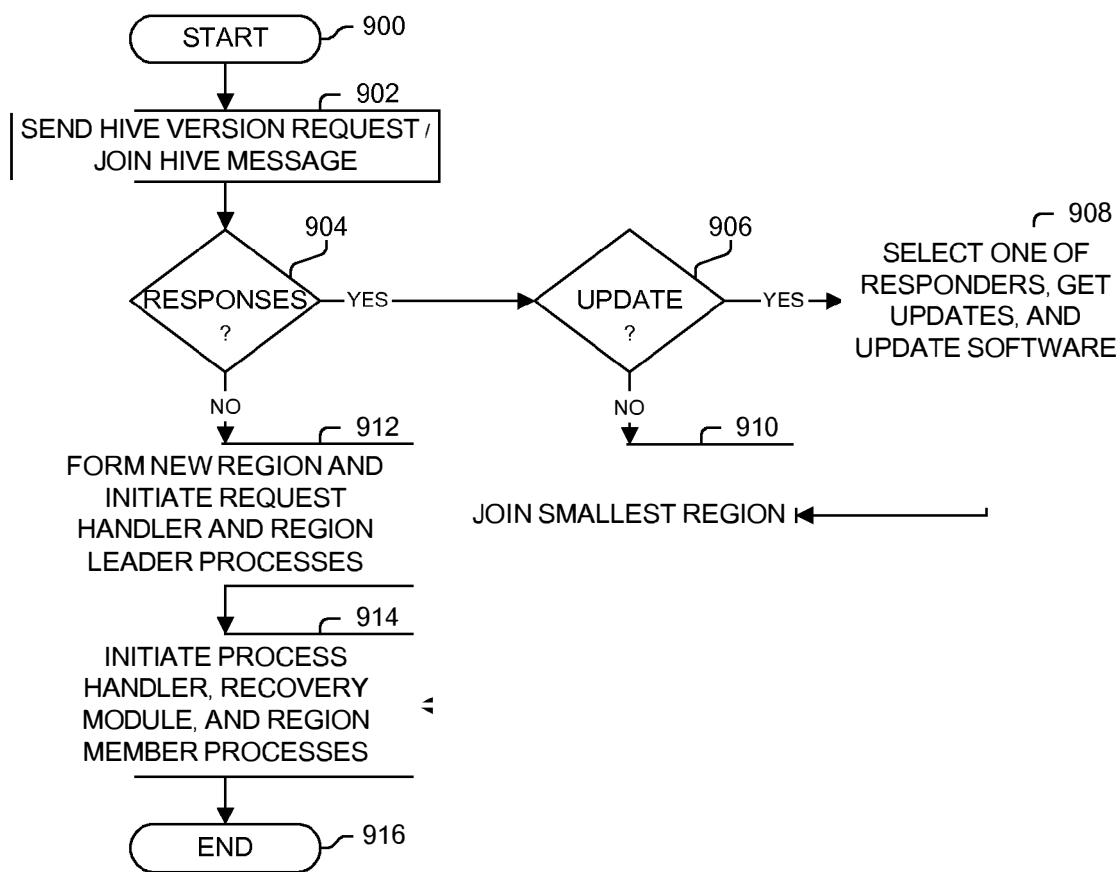 START
900
902
SEND HIVE VERSION REQUEST /
JOIN HIVE MESSAGE
904
RESPONSES
?
YES
906
UPDATE
?
YES
908
SELECT ONE OF
RESPONDERS, GET
UPDATES, AND
UPDATE SOFTWARE
NO
NO
912
FORM NEW REGION AND
INITIATE REQUEST
HANDLER AND REGION
LEADER PROCESSES
910
JOIN SMALLEST REGION
914
INITIATE PROCESS
HANDLER, RECOVERY
MODULE, AND REGION
MEMBER PROCESSES
END
916